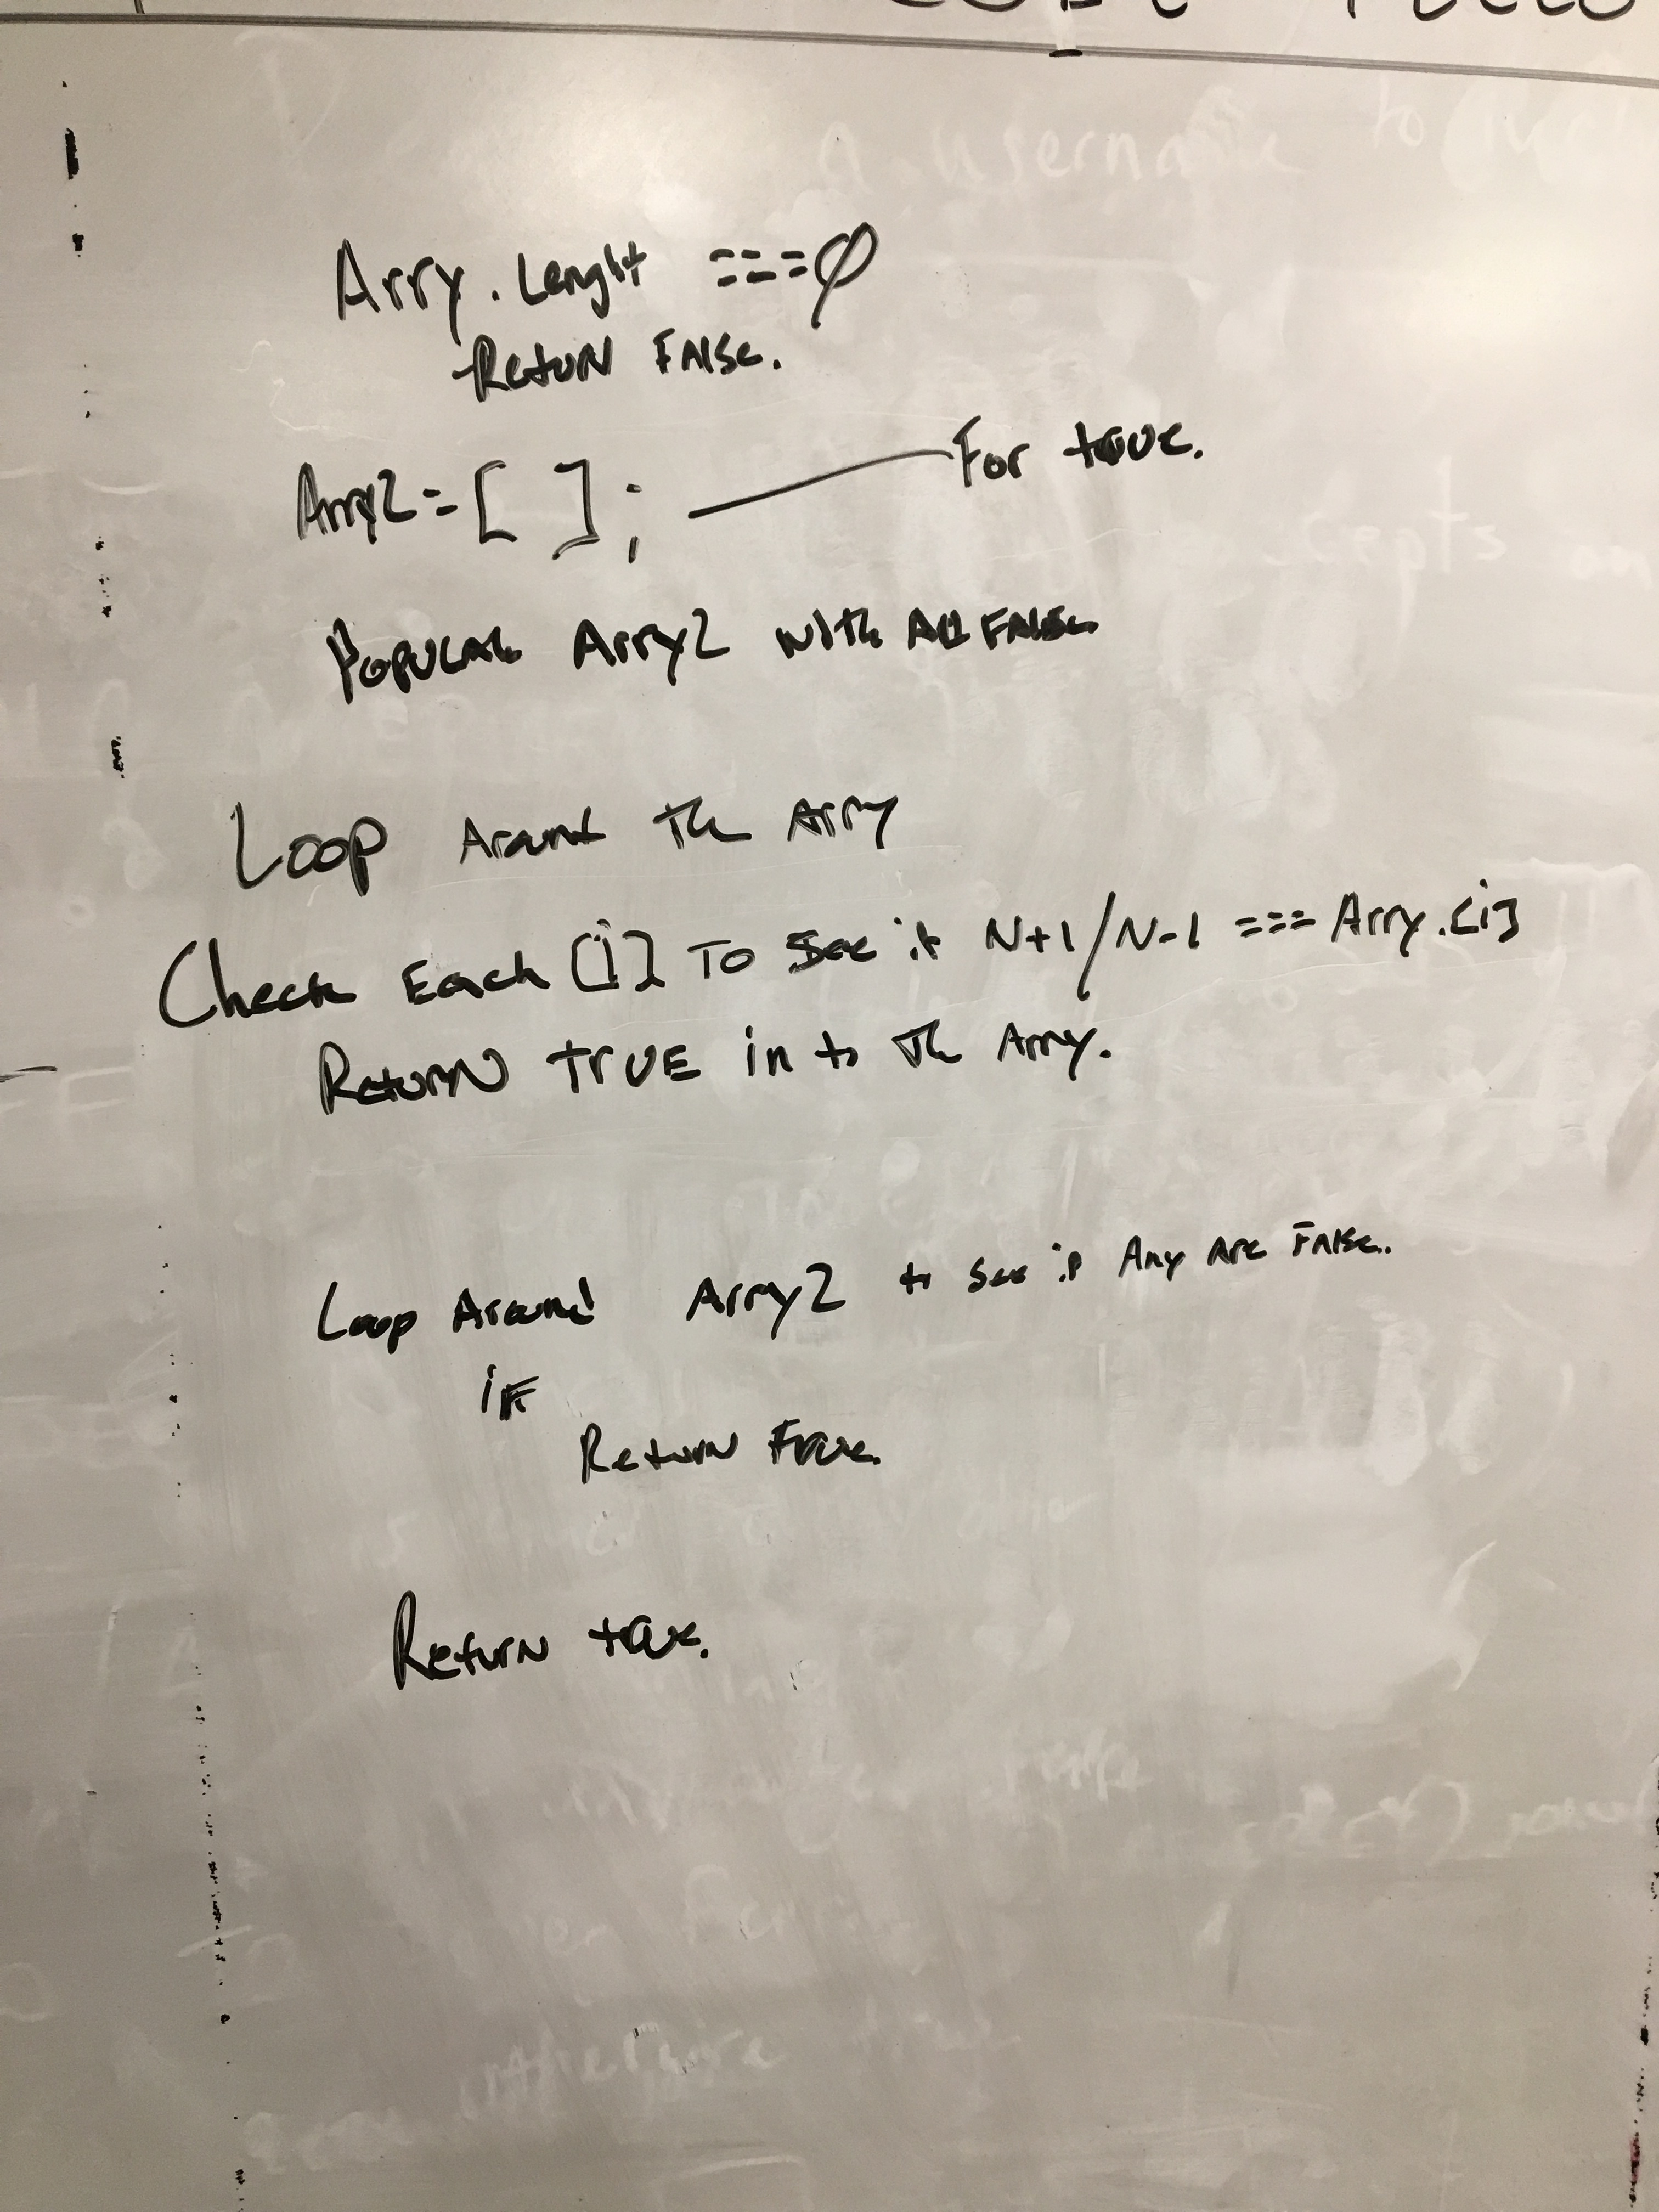 Arry.Lenght ===0
Return False.
Arry2=[ ]; For true.
Populate Arry2 with All False
Loop Around The Arry
Check Each [i] To See if N+1/N-1 === Arry.[i]
Return TRUE in to The Arry.
Loop Around Arry2 to see if Any Are False.
if
Return
Return true.